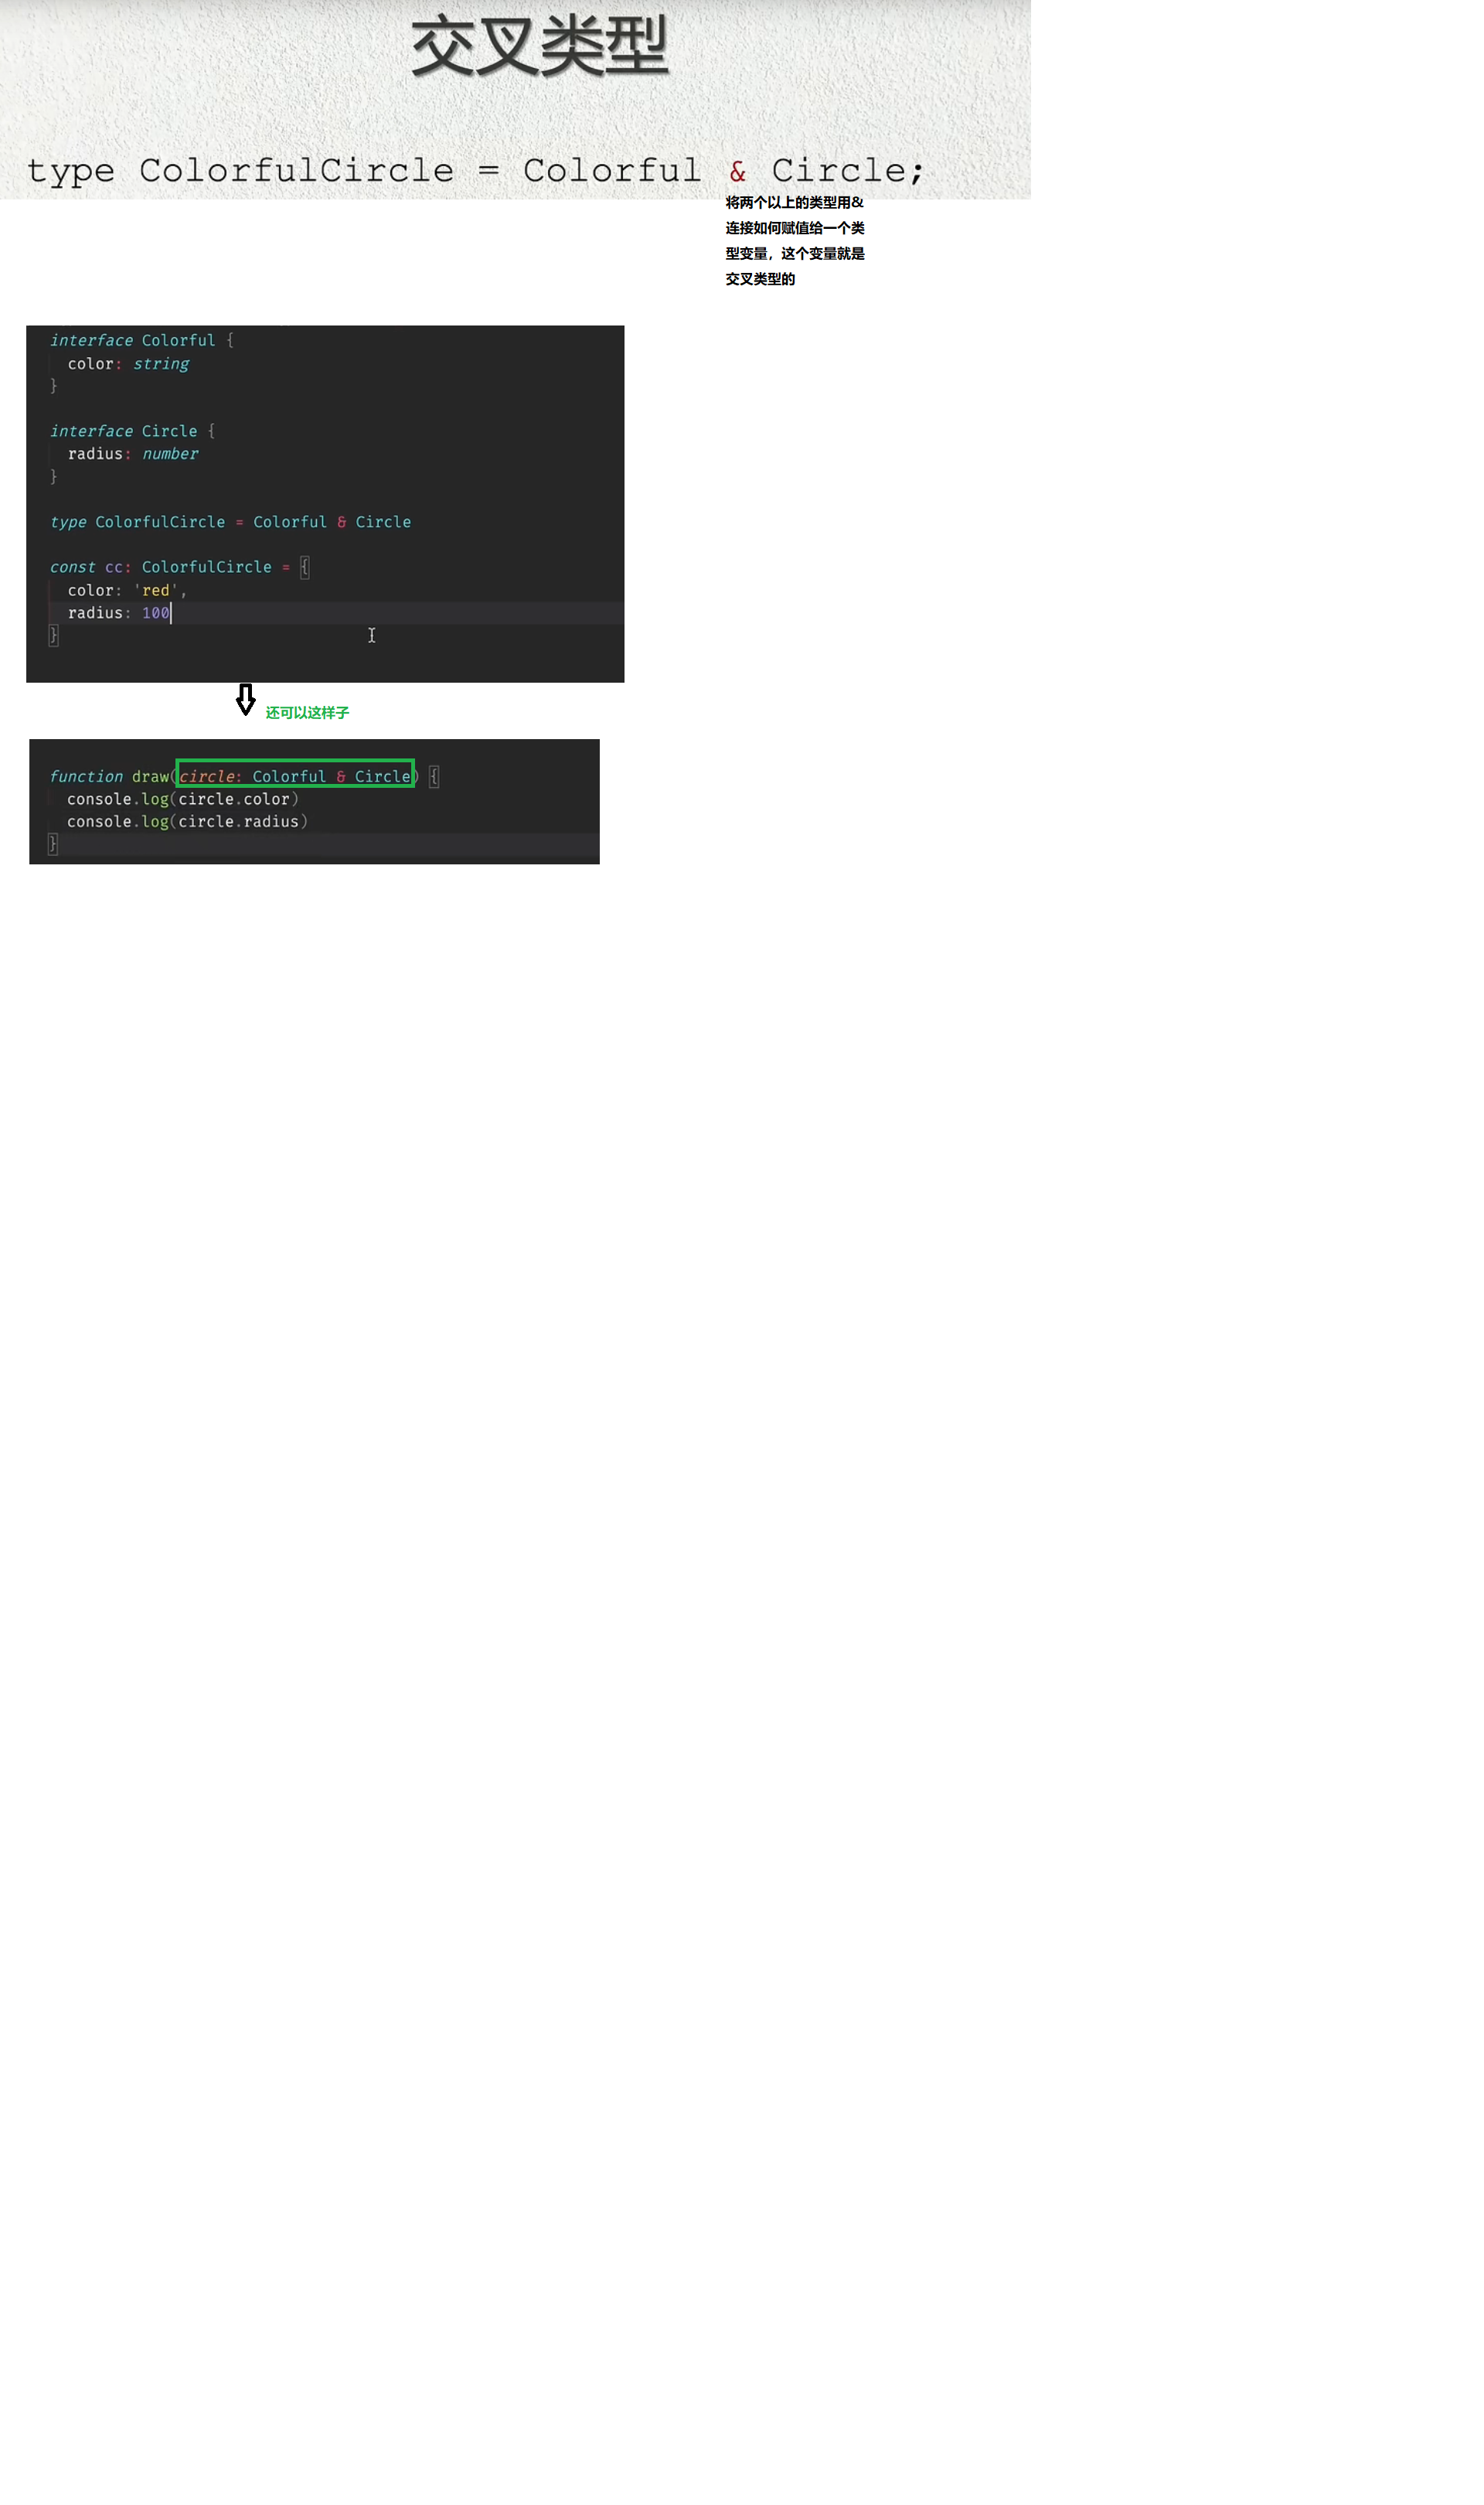 交叉类型
type ColorfulCircle = Colorful & Circle;
将两个以上的类型用&
连接如何赋值给一个类
型变量，这个变量就是
交叉类型的
interface Colorful {
  color: string
}
interface Circle {
  radius: number
}
type ColorfulCircle = Colorful & Circle
const cc: ColorfulCircle = {
  color: 'red',
  radius: 100
}
还可以这样子
function draw(circle: Colorful & Circle) {
  console.log(circle.color)
  console.log(circle.radius)
}